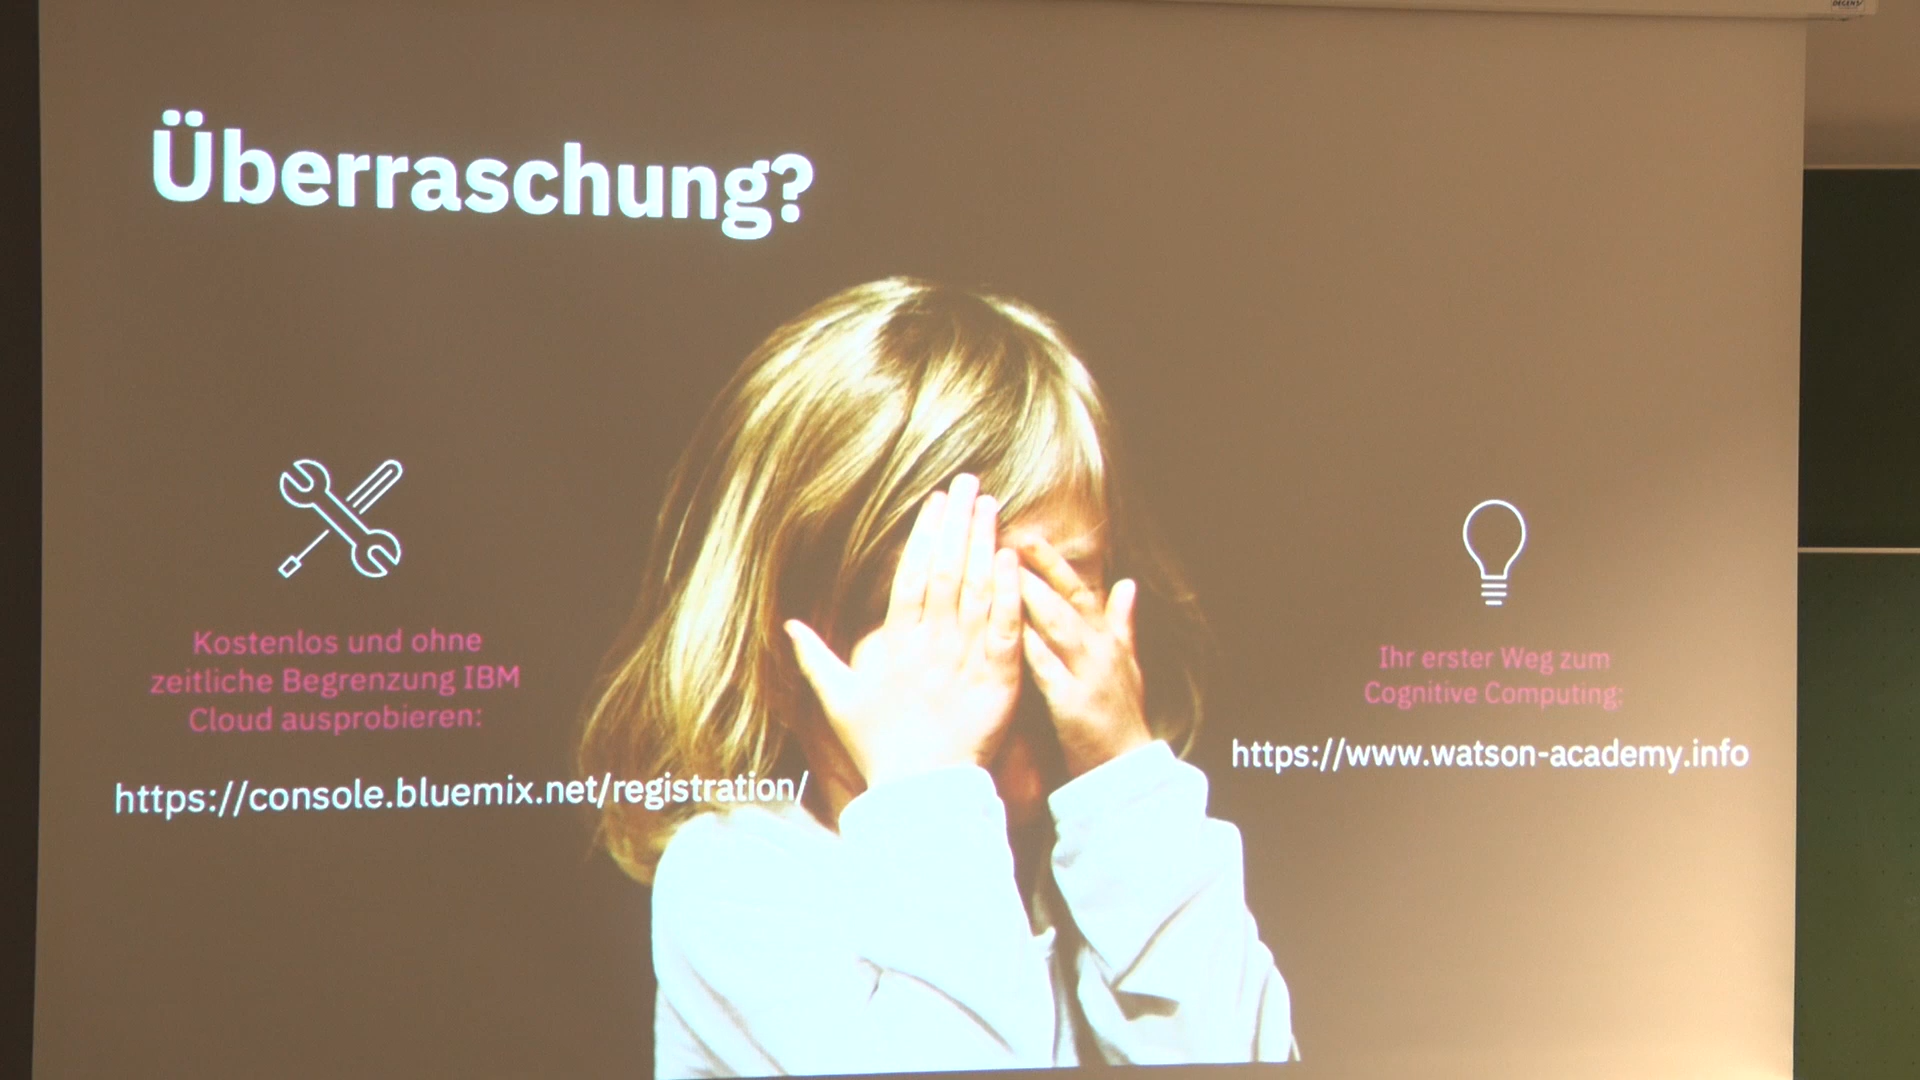 Überraschung?
Kostenlos und ohne
zeitliche Begrenzung IBM
Cloud ausprobieren:
https://console.bluemix.net/registration/
Ihr erster Weg zum
Cognitive Computing:
https://www.watson-academy.info